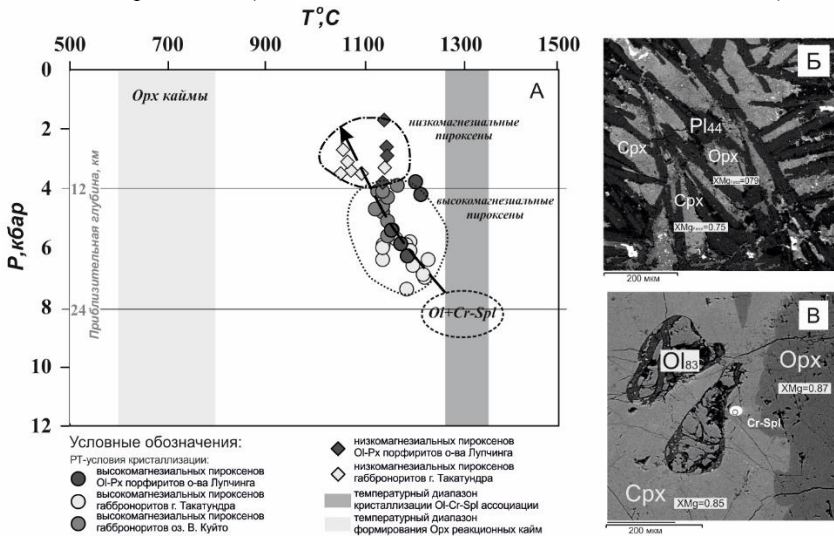 T°,C
500
700
900
1100
1300
1500
0
2
4
6
8
10
12
P,кбар
Приблизительная глубина, км
12
24
А
Opx каймы
низкомагнезиальные
пироксены
высокомагнезиальные
пироксены
Ol+Cr-Spl
Условные обозначения:
РТ-условия кристаллизации:
высокомагнезиальных пироксенов
Ol-Px порфиритов о-ва Лупчинга
высокомагнезиальных пироксенов
габброноритов г. Такатундра
высокомагнезиальных пироксенов
габброноритов оз. В. Куйто
низкомагнезиальных пироксенов
Ol-Px порфиритов о-ва Лупчинга
низкомагнезиальных пироксенов
габброноритов г. Такатундра
температурный диапазон
кристаллизации Ol-Cr-Spl ассоциации
температурный диапазон
формирования Opx реакционных кайм
Б
Pl44
Cpx
Opx
Cpx
XMg=0.75
200 мкм
В
Ol83
Opx
XMg=0.87
Cr-Spl
Cpx
XMg=0.85
200 мкм